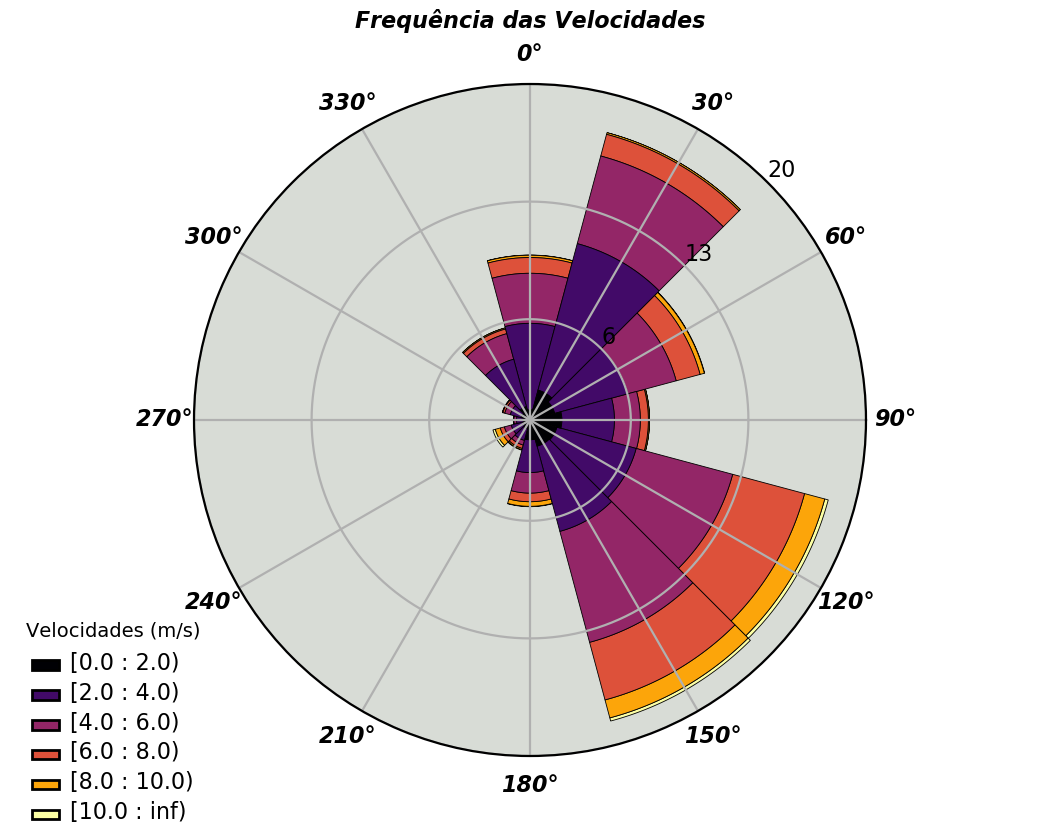 Frequência das Velocidades
0°
330°
30°
20
300°
60°
13
6
270°
90°
240°
120°
210°
150°
180°
Velocidades (m/s)
[0.0 : 2.0)
[2.0 : 4.0)
[4.0 : 6.0)
[6.0 : 8.0)
[8.0 : 10.0)
[10.0 : inf)